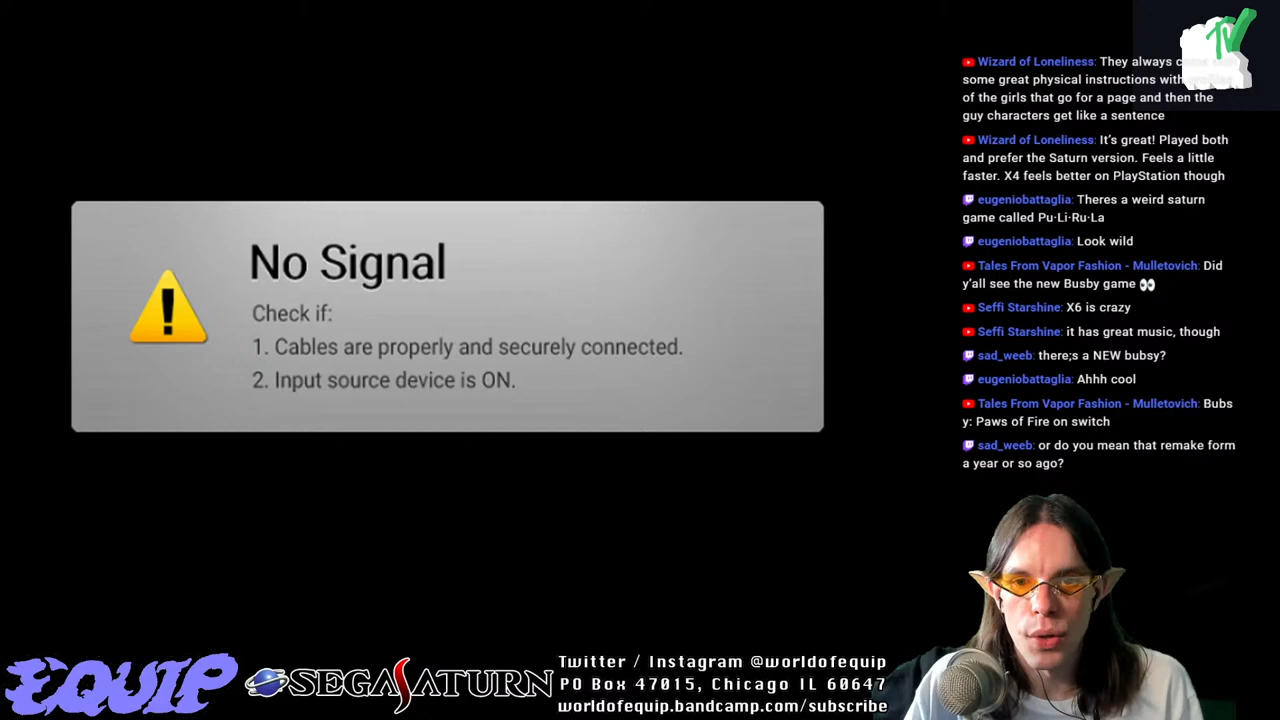 TV
Wizard of Loneliness: They always
some great physical instructions with
of the girls that go for a page and then the
guy characters get like a sentence
Wizard of Loneliness: It's great! Played both
and prefer the Saturn version. Feels a little
faster. X4 feels better on PlayStation though
eugeniobattaglia: Theres a weird saturn
game called Pu·Li·Ru·La
eugeniobattaglia: Look wild
Tales From Vapor Fashion - Mulletovich: Did
y'all see the new Busby game 👀
Seffi Starshine: X6 is crazy
Seffi Starshine: it has great music, though
sad_weeb: there;s a NEW bubsy?
eugeniobattaglia: Ahhh cool
Tales From Vapor Fashion - Mulletovich: Bubs
y: Paws of Fire on switch
sad_weeb: or do you mean that remake form
a year or so ago?
No Signal
Check if:
1. Cables are properly and securely connected.
2. Input source device is ON.
EQUIP
SEGA SATURN
Twitter / Instagram @worldofequip
PO Box 47015, Chicago IL 60647
worldofequip.bandcamp.com/subscribe